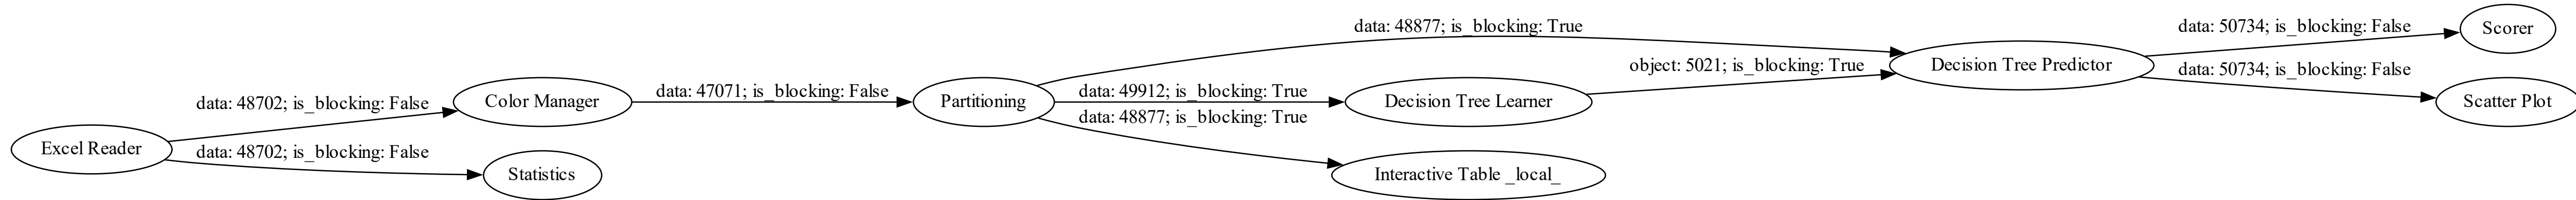 data: 48877; is_blocking: True
data: 50734; is_blocking: False
Scorer
Decision Tree Predictor
object: 5021; is_blocking: True
data: 50734; is_blocking: False
Scatter Plot
data: 48702; is_blocking: False
Color Manager
data: 47071; is_blocking: False
Partitioning
data: 49912; is_blocking: True
Decision Tree Learner
data: 48877; is_blocking: True
Excel Reader
data: 48702; is_blocking: False
Statistics
Interactive Table _local_